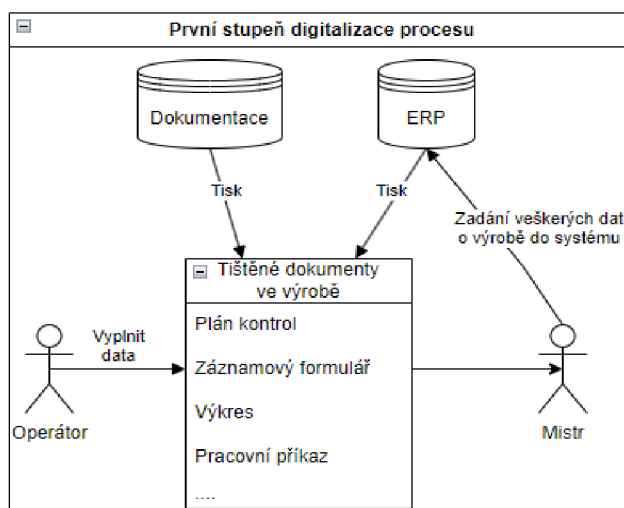 První stupeň digitalizace procesu
Dokumentace
ERP
Tisk
Tisk
Zadání veškerých dat
o výrobě do systému
Tištěné dokumenty
ve výrobě
Plán kontrol
Vyplnit
data
Záznamový formulář
Výkres
Operátor
Mistr
Pracovní příkaz
....